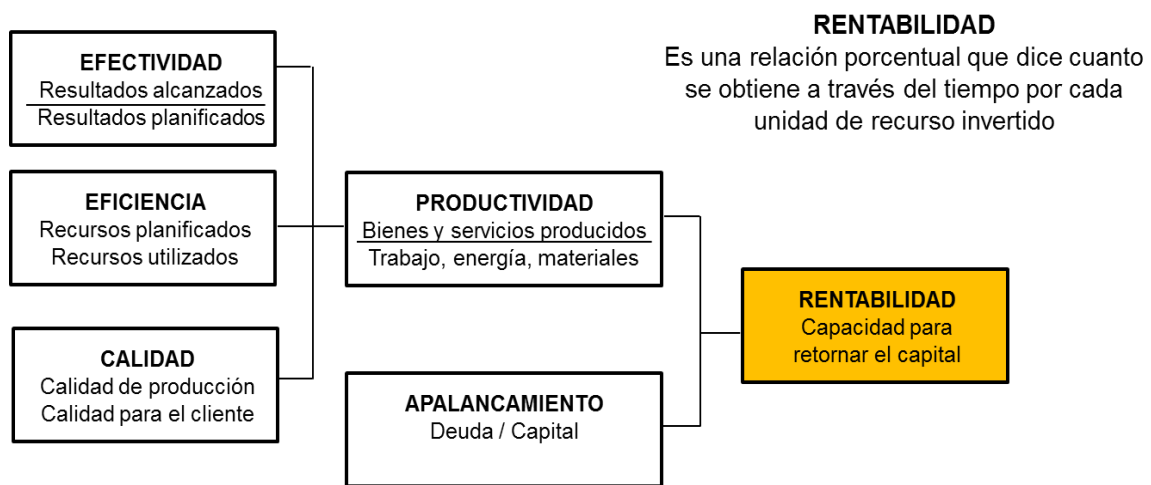 RENTABILIDAD
Es una relación porcentual que dice cuanto
se obtiene a través del tiempo por cada
unidad de recurso invertido
EFECTIVIDAD
Resultados alcanzados
Resultados planificados
EFICIENCIA
Recursos planificados
Recursos utilizados
CALIDAD
Calidad de producción
Calidad para el cliente
PRODUCTIVIDAD
Bienes y servicios producidos
Trabajo, energía, materiales
APALANCAMIENTO
Deuda / Capital
RENTABILIDAD
Capacidad para
retornar el capital